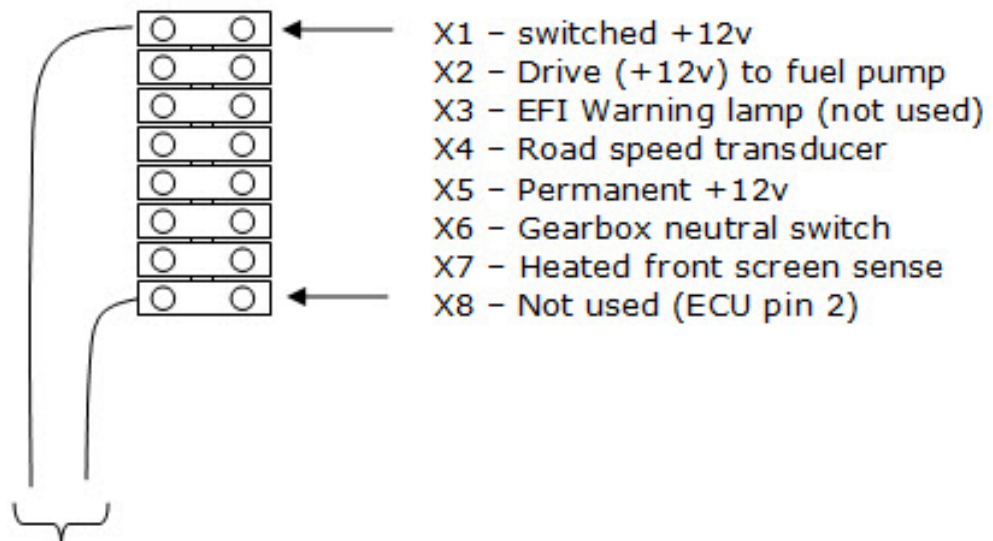 X1 – switched +12v
X2 – Drive (+12v) to fuel pump
X3 – EFI Warning lamp (not used)
X4 – Road speed transducer
X5 – Permanent +12v
X6 – Gearbox neutral switch
X7 – Heated front screen sense
X8 – Not used (ECU pin 2)